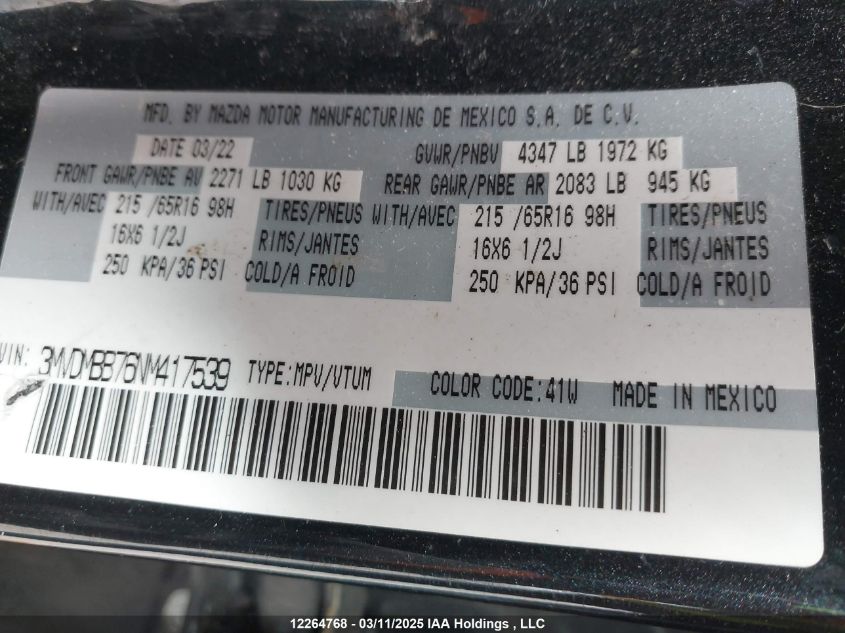 MFD. BY MAZDA MOTOR MANUFACTURING DE MEXICO S.A. DE C.V.
DATE 03/22 GVWR/PNBV 4347 LB 1972 KG
FRONT GAWR/PNBE AV 2271 LB 1030 KG REAR GAWR/PNBE AR 2083 LB 945 KG
WITH/AVEC 215 /65R16 98H TIRES/PNEUS WITH/AVEC 215 /65R16 98H TIRES/PNEUS
16X6 1/2J RIMS/JANTES 16X6 1/2J RIMS/JANTES
250 KPA/36 PSI COLD/A FROID 250 KPA/36 PSI COLD/A FROID
VIN: 3MVDMBB76NM417539 TYPE:MPV/VTUM COLOR CODE:41W MADE IN MEXICO
12264768 - 03/11/2025 IAA Holdings , LLC